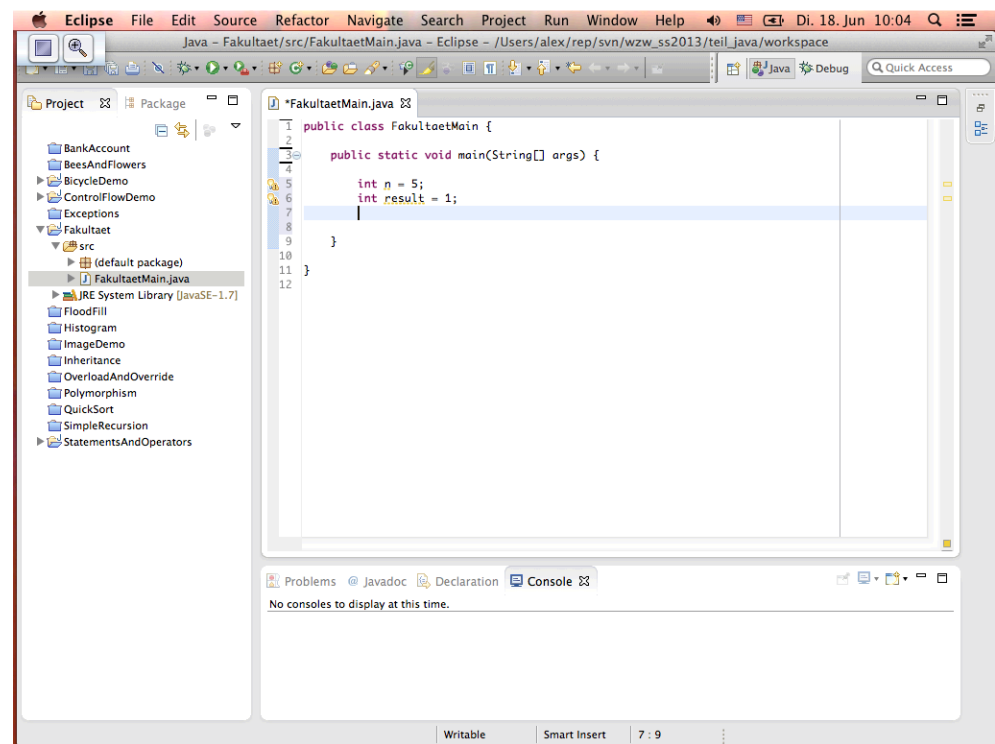 Eclipse File Edit Source Refactor Navigate Search Project Run Window Help Di. 18. Jun 10:04
Java – Fakultaet/src/FakultaetMain.java – Eclipse – /Users/alex/rep/svn/wzw_ss2013/teil_java/workspace
Java Debug Quick Access
Project Package
BankAccount
BeesAndFlowers
BicycleDemo
ControlFlowDemo
Exceptions
Fakultaet
src
(default package)
FakultaetMain.java
JRE System Library [JavaSE-1.7]
FloodFill
Histogram
ImageDemo
Inheritance
OverloadAndOverride
Polymorphism
QuickSort
SimpleRecursion
StatementsAndOperators
*FakultaetMain.java
1 public class FakultaetMain {
2
3 public static void main(String[] args) {
4
5 int n = 5;
6 int result = 1;
7
8
9 }
10
11 }
12
Problems @ Javadoc Declaration Console
No consoles to display at this time.
Writable Smart Insert 7 : 9